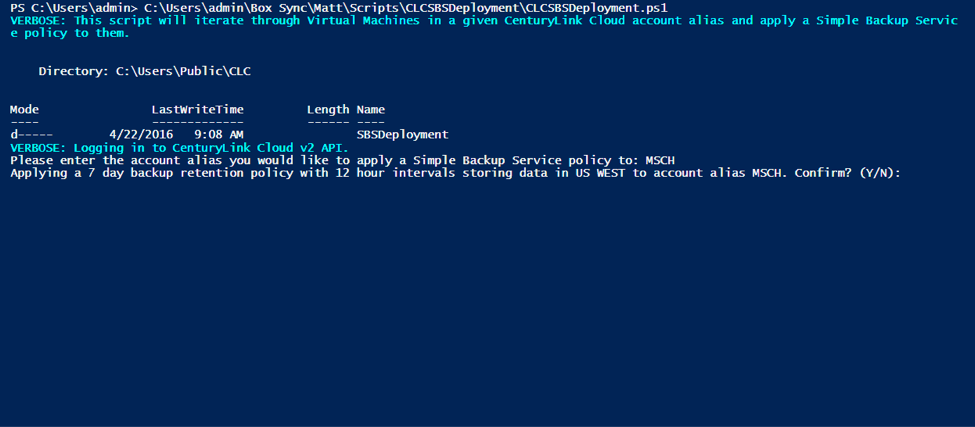 PS C:\Users\admin> C:\Users\admin\Box Sync\Matt\Scripts\CLCSBSDeployment\CLCSBSDeployment.ps1
VERBOSE: This script will iterate through Virtual Machines in a given CenturyLink Cloud account alias and apply a Simple Backup Servic
e policy to them.
Directory: C:\Users\Public\CLC
Mode LastWriteTime Length Name
---- ------------- ------ ----
d----- 4/22/2016 9:08 AM SBSDeployment
VERBOSE: Logging in to CenturyLink Cloud v2 API.
Please enter the account alias you would like to apply a Simple Backup Service policy to: MSCH
Applying a 7 day backup retention policy with 12 hour intervals storing data in US WEST to account alias MSCH. Confirm? (Y/N):